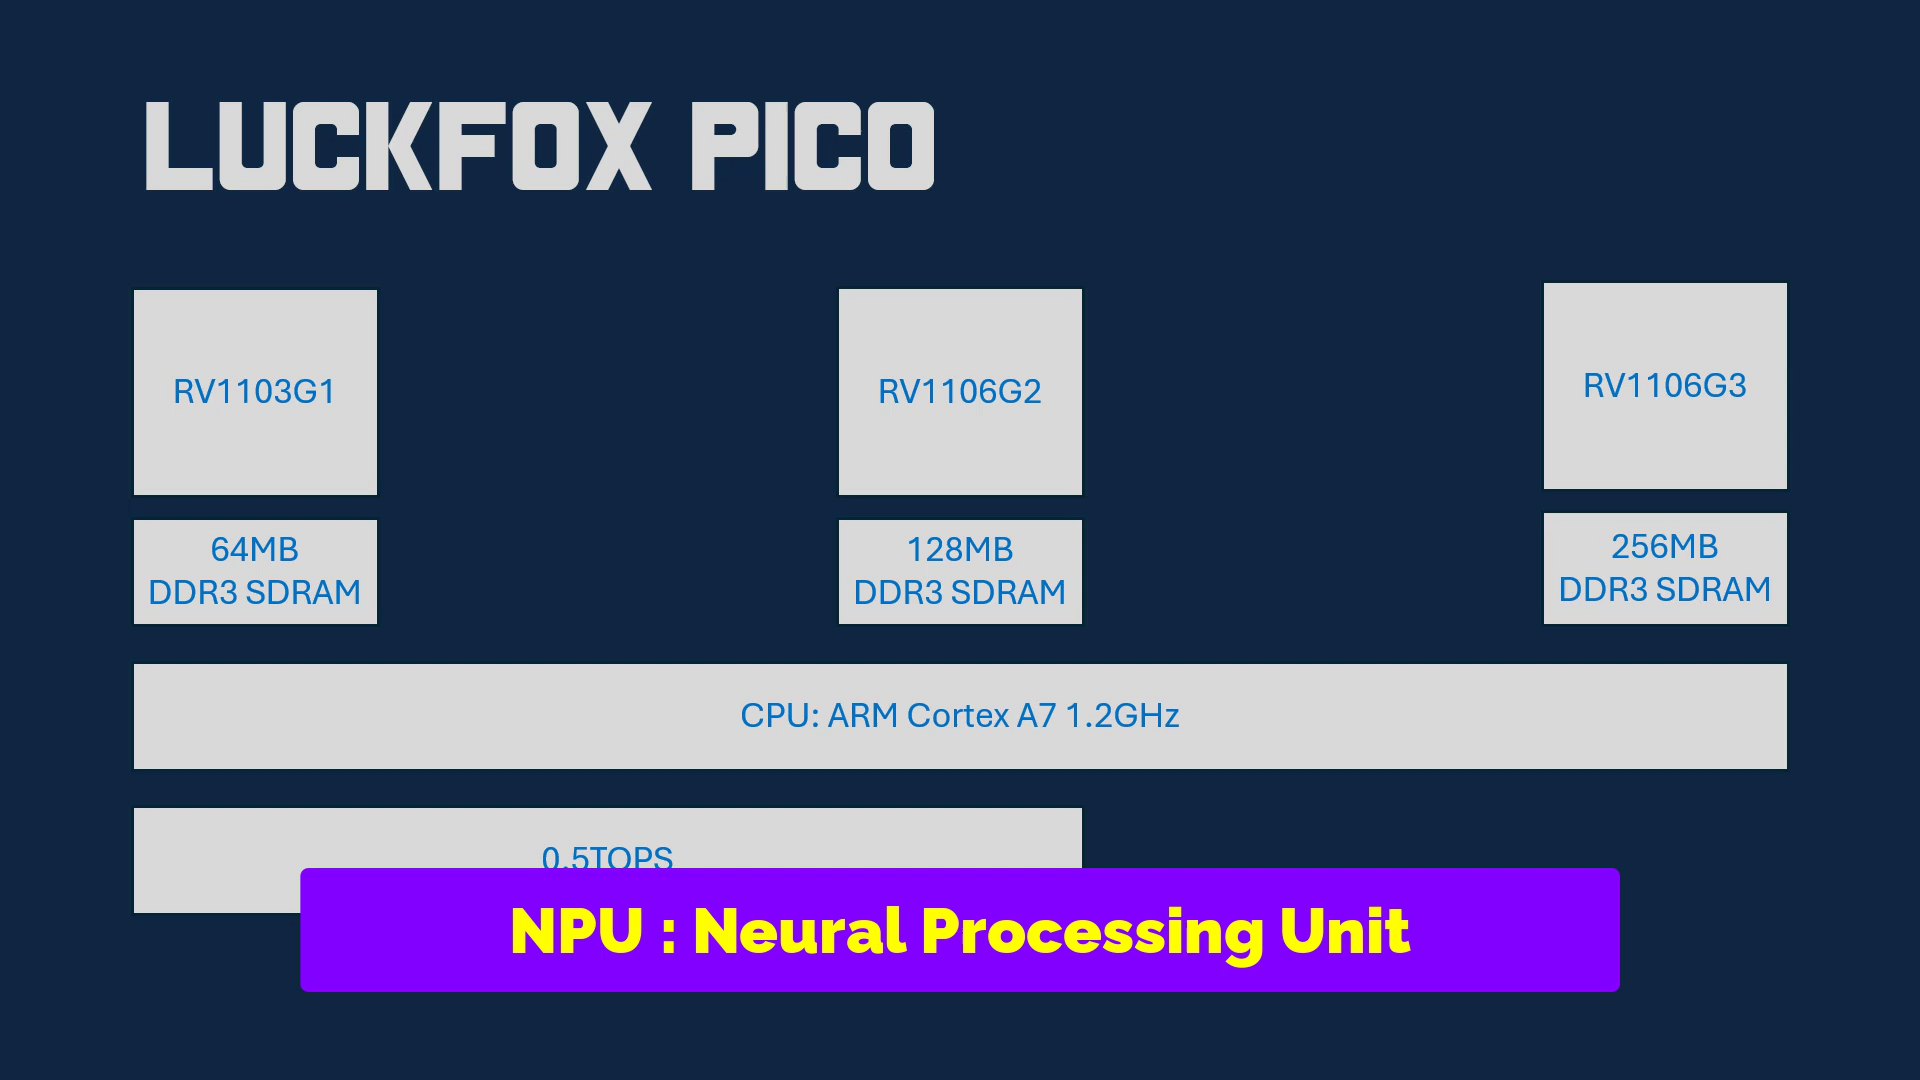 LUCKFOX PICO
RV1103G1
RV1106G2
RV1106G3
64MB
DDR3 SDRAM
128MB
DDR3 SDRAM
256MB
DDR3 SDRAM
CPU: ARM Cortex A7 1.2GHz
0.5TOPS
NPU : Neural Processing Unit